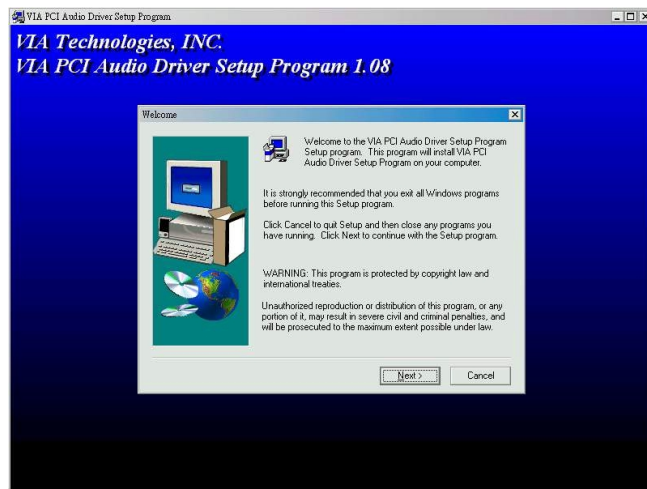 VIA PCI Audio Driver Setup Program
VIA Technologies, INC.
VIA PCI Audio Driver Setup Program 1.08
Welcome
Welcome to the VIA PCI Audio Driver Setup Program
Setup program. This program will install VIA PCI
Audio Driver Setup Program on your computer.
It is strongly recommended that you exit all Windows programs
before running this Setup program.
Click Cancel to quit Setup and then close any programs you
have running. Click Next to continue with the Setup program.
WARNING: This program is protected by copyright law and
international treaties.
Unauthorized reproduction or distribution of this program, or any
portion of it, may result in severe civil and criminal penalties, and
will be prosecuted to the maximum extent possible under law.
Next >
Cancel